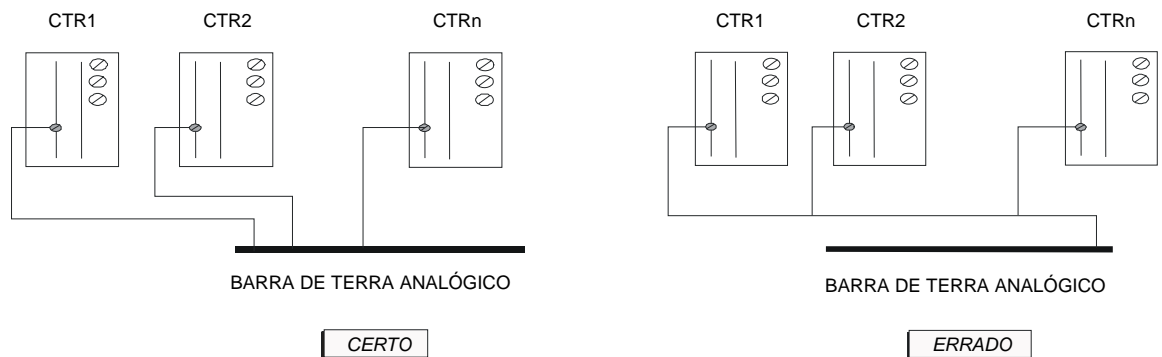 CTR1 CTR2 CTRn
BARRA DE TERRA ANALÓGICO
CERTO
CTR1 CTR2 CTRn
BARRA DE TERRA ANALÓGICO
ERRADO